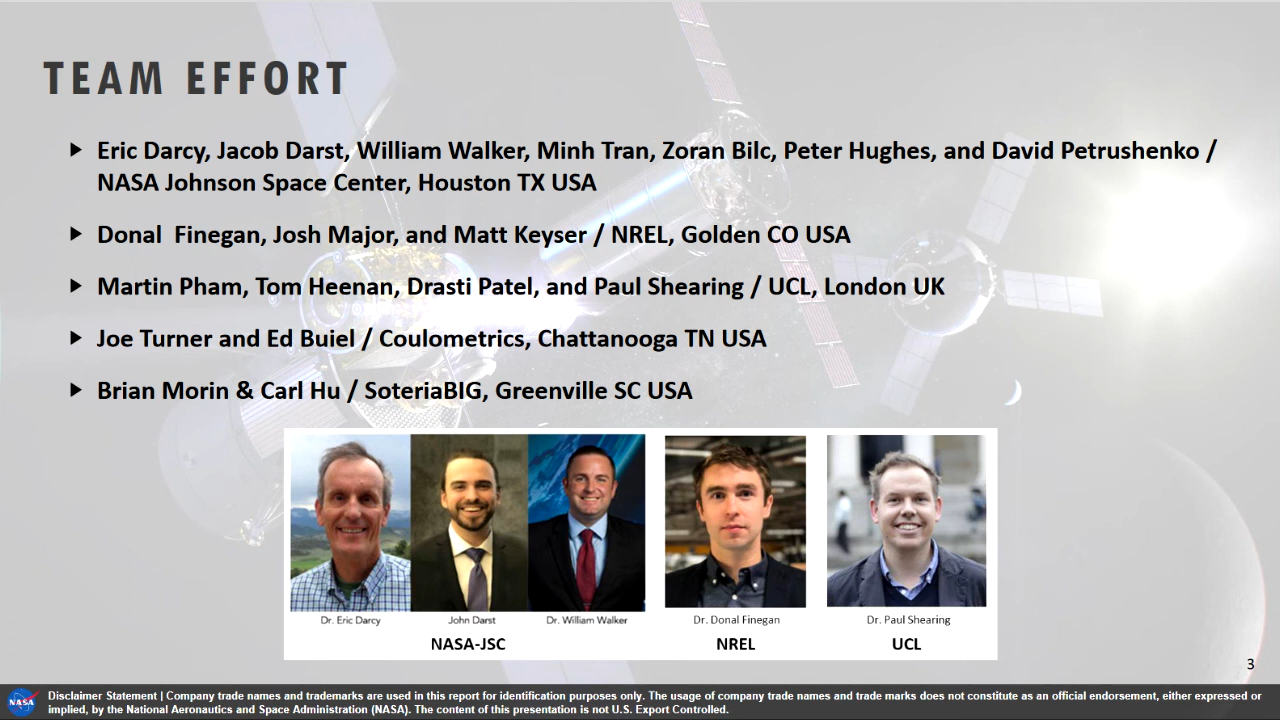 TEAM EFFORT
Eric Darcy, Jacob Darst, William Walker, Minh Tran, Zoran Bilc, Peter Hughes, and David Petrushenko /
NASA Johnson Space Center, Houston TX USA
Donal  Finegan, Josh Major, and Matt Keyser / NREL, Golden CO USA
Martin Pham, Tom Heenan, Drasti Patel, and Paul Shearing / UCL, London UK
Joe Turner and Ed Buiel / Coulometrics, Chattanooga TN USA
Brian Morin & Carl Hu / SoteriaBIG, Greenville SC USA
Dr. Eric Darcy
John Darst
Dr. William Walker
Dr. Donal Finegan
Dr. Paul Shearing
NASA-JSC
NREL
UCL
3
NASA
Disclaimer Statement | Company trade names and trademarks are used in this report for identification purposes only. The usage of company trade names and trade marks does not constitute as an official endorsement, either expressed or
implied, by the National Aeronautics and Space Administration (NASA). The content of this presentation is not U.S. Export Controlled.